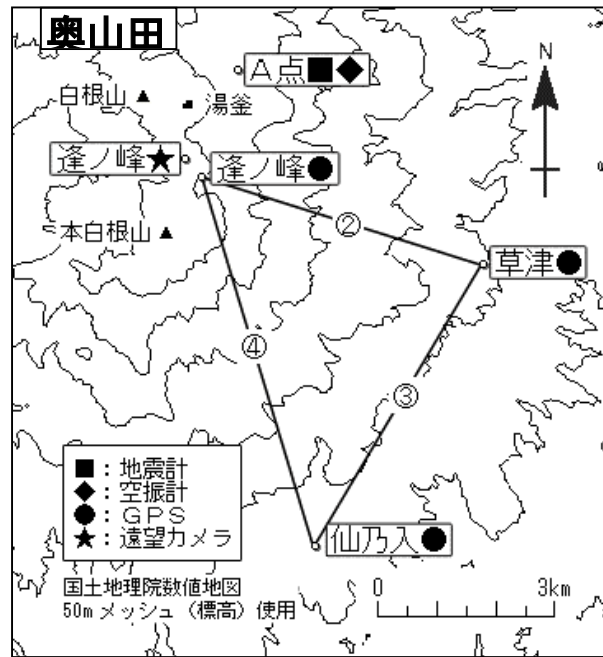 奥山田
N
A点■◆
白根山▲
■湯釜
逢ノ峰★
逢ノ峰●
本白根山▲
②
草津●
④
③
■:地震計
◆:空振計
●:GPS
★:遠望カメラ
仙乃入●
国土地理院数値地図
50mメッシュ(標高)使用
0 3km